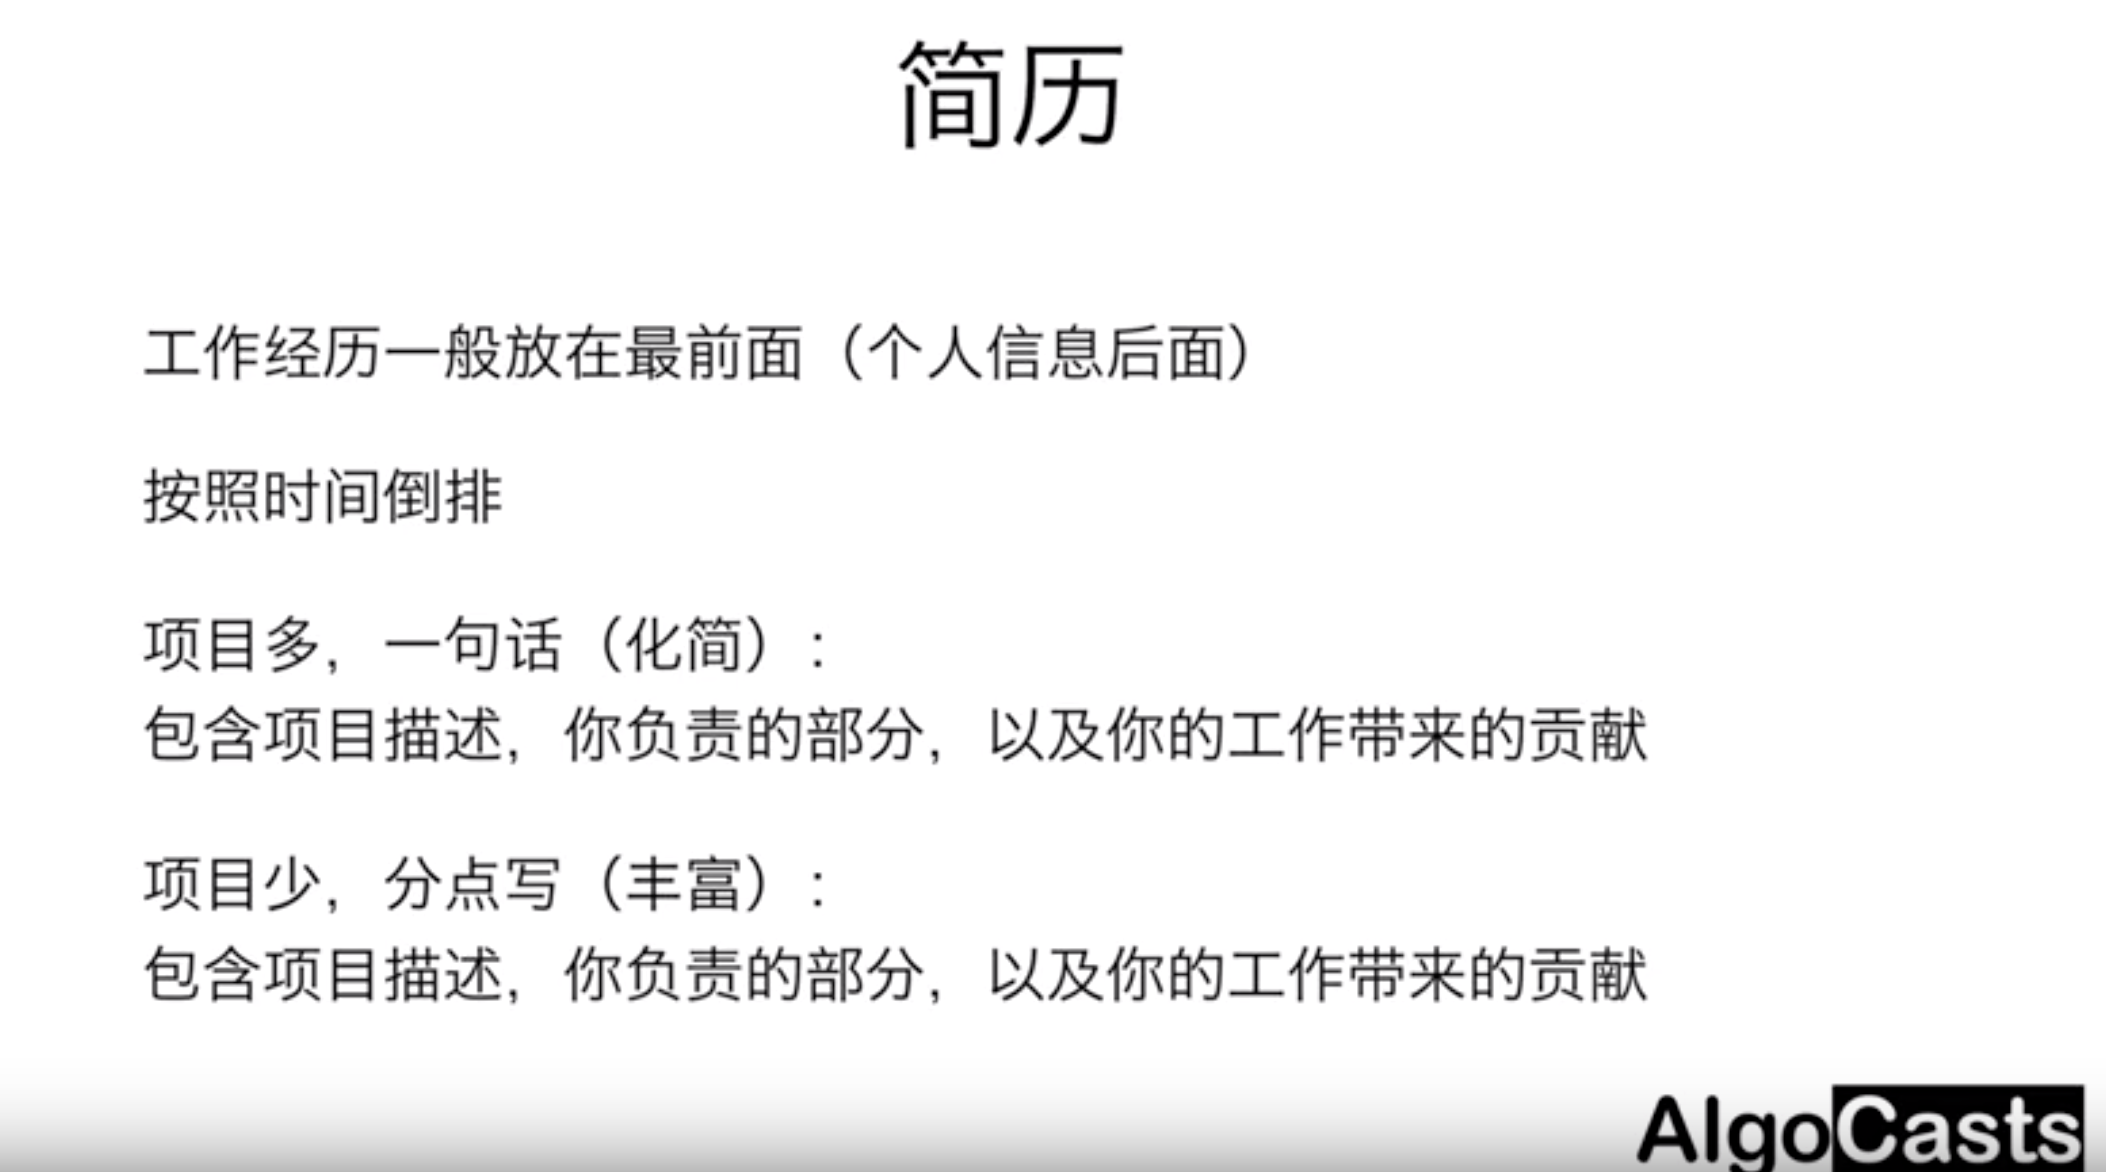 简历
工作经历一般放在最前面（个人信息后面）
按照时间倒排
项目多，一句话（化简）：
包含项目描述，你负责的部分，以及你的工作带来的贡献
项目少，分点写（丰富）：
包含项目描述，你负责的部分，以及你的工作带来的贡献
AlgoCasts